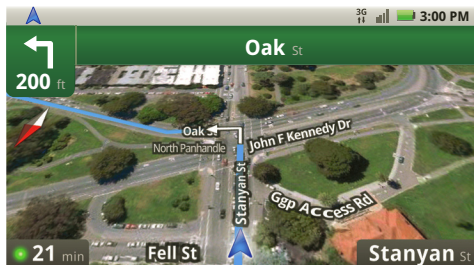 3G
3:00 PM
Oak St
200 ft
Oak
North Panhandle
John F Kennedy Dr
Stanyan St
Ggp Access Rd
21 min
Fell St
Stanyan St